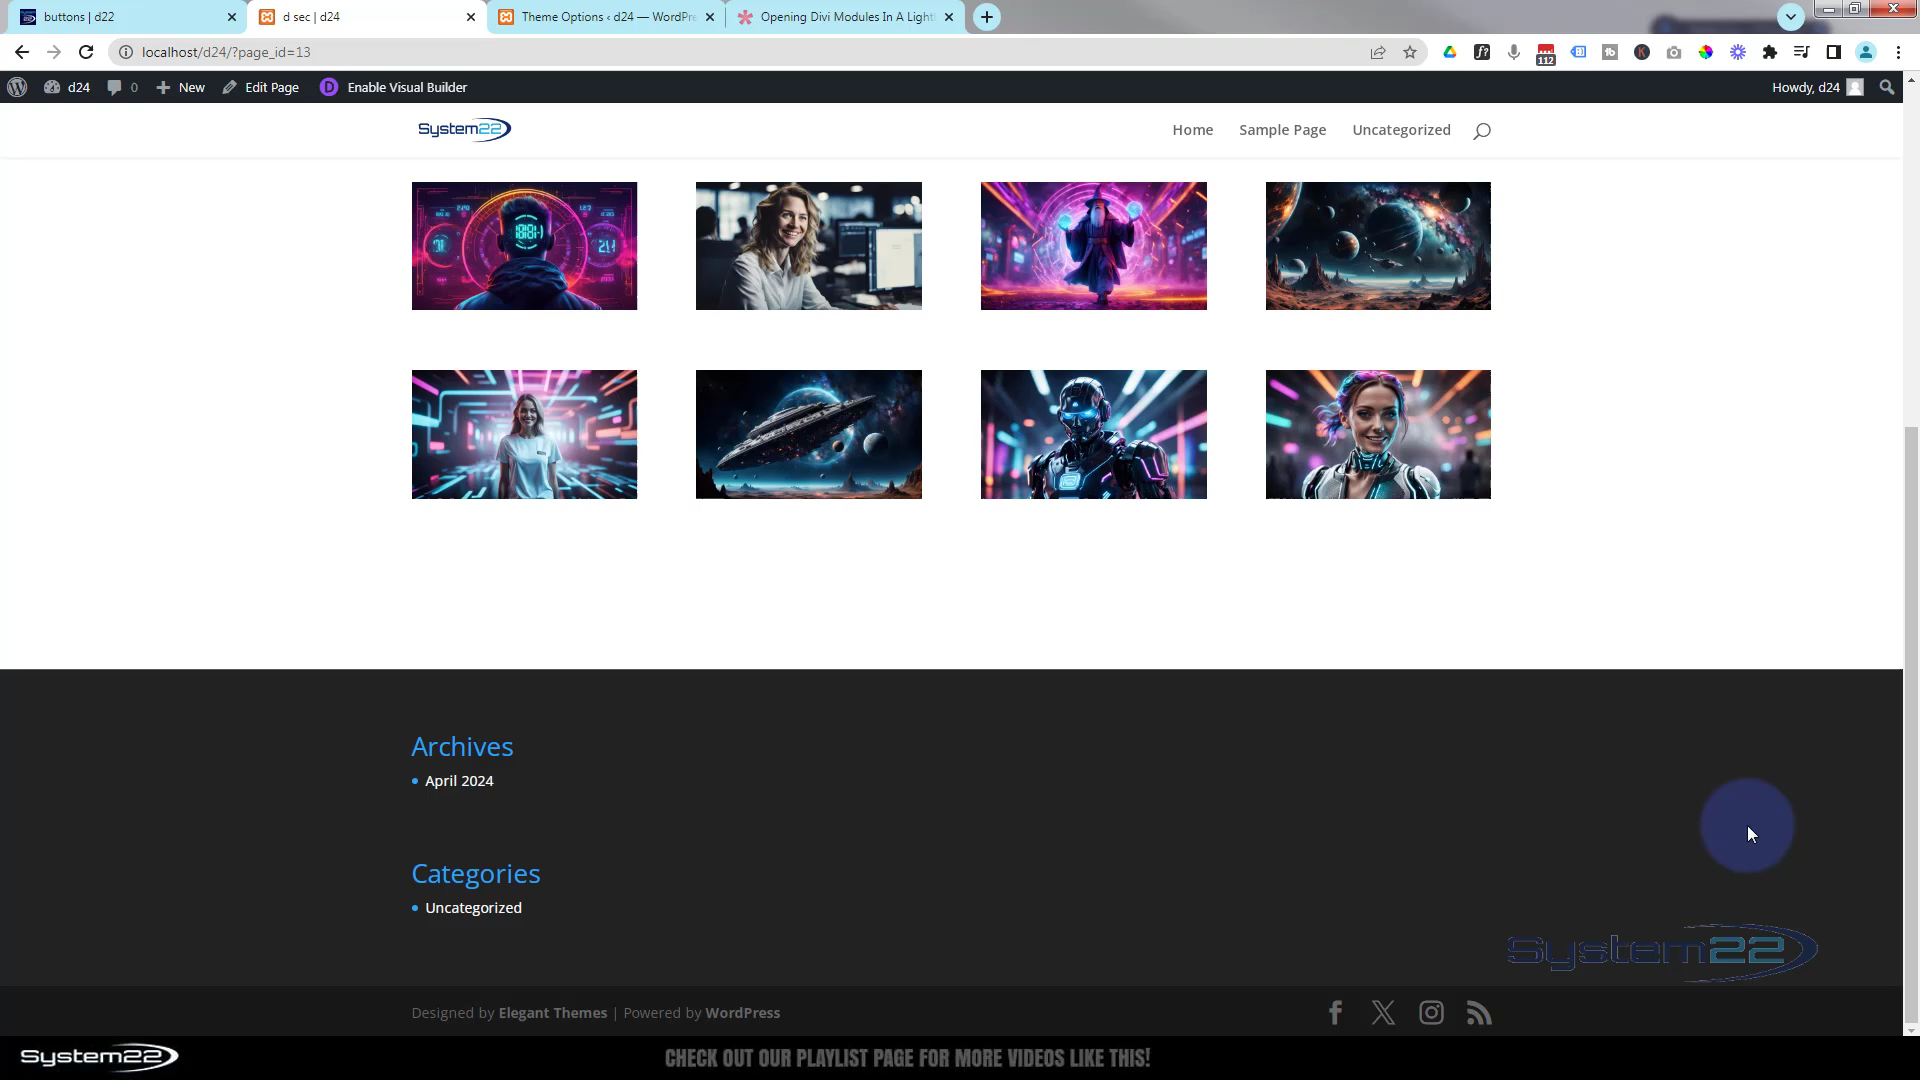 buttons | d22
d sec | d24
Theme Options ‹ d24 — WordPre
Opening Divi Modules In A Light
localhost/d24/?page_id=13
112
d24
0
New
Edit Page
Enable Visual Builder
Howdy, d24
System22
Home
Sample Page
Uncategorized
Archives
April 2024
Categories
Uncategorized
System22
Designed by Elegant Themes | Powered by WordPress
System22
CHECK OUT OUR PLAYLIST PAGE FOR MORE VIDEOS LIKE THIS!